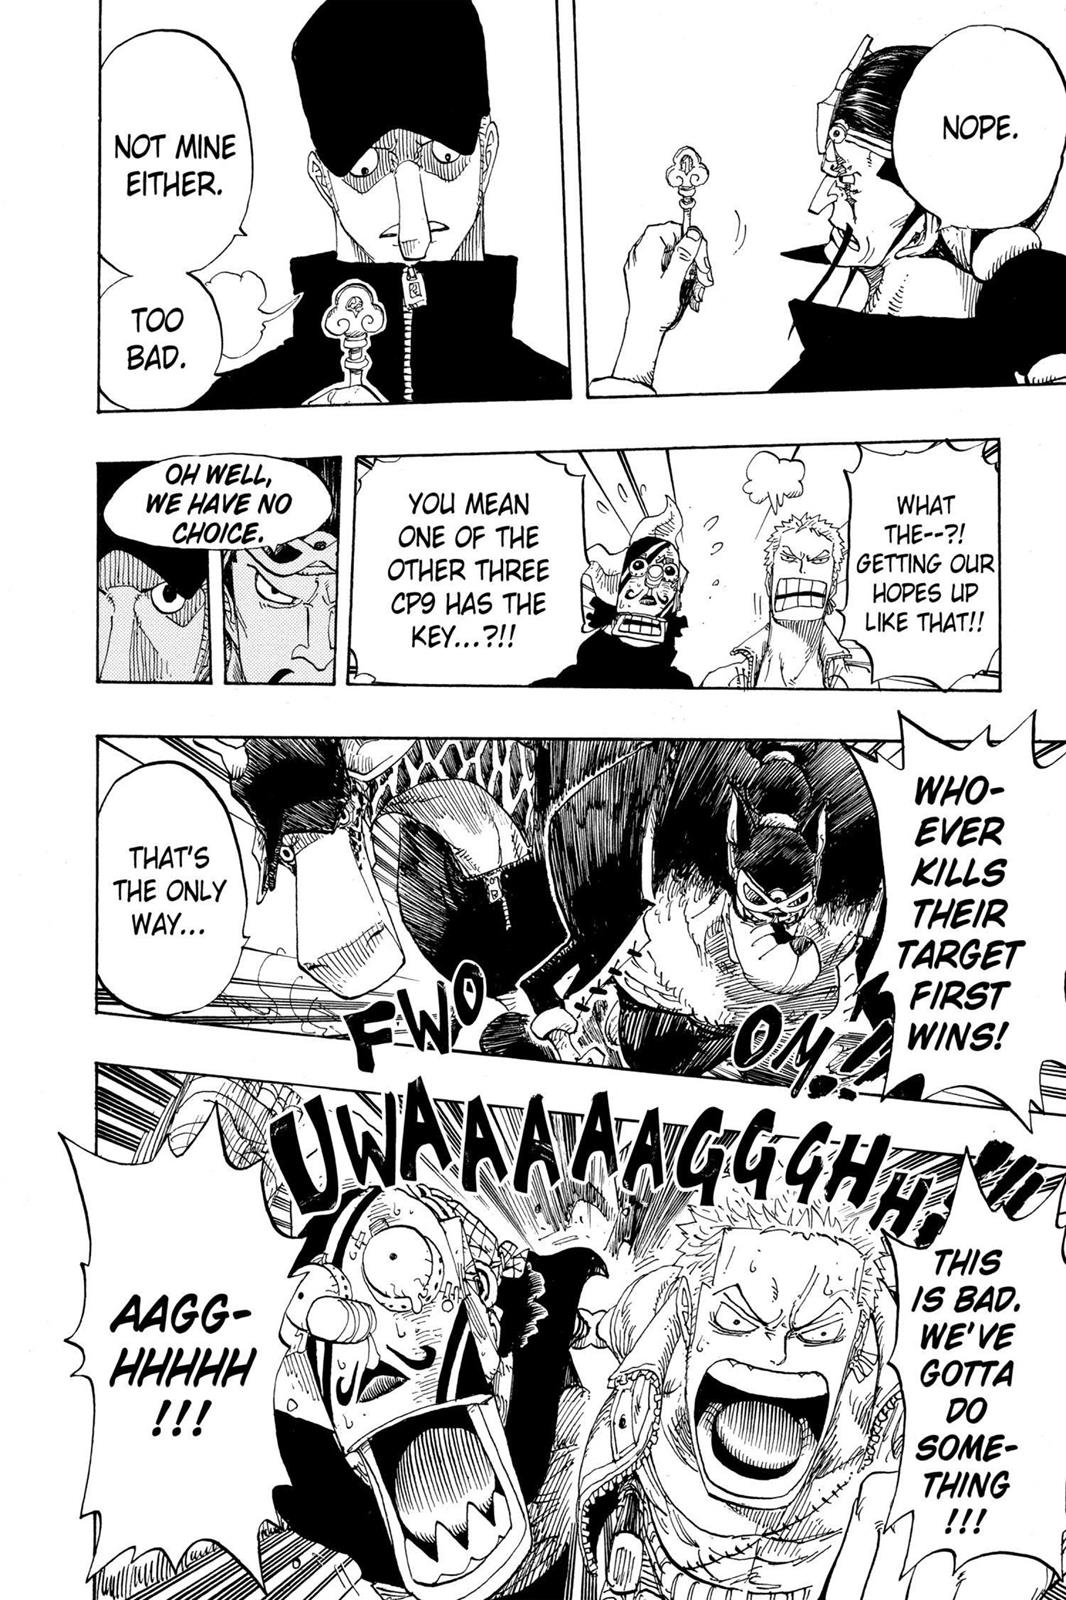 NOPE.
NOT MINE
EITHER.
TOO
BAD.
WHAT
THE--?!
GETTING OUR
HOPES UP
LIKE THAT!!
YOU MEAN
ONE OF THE
OTHER THREE
CP9 HAS THE
KEY...?!!
OH WELL,
WE HAVE NO
CHOICE.
WHO-
EVER
KILLS
THEIR
TARGET
FIRST
WINS!
THAT'S
THE ONLY
WAY...
FWO
OM!!
UWAAAAAAGGGGHH!!!!
THIS
IS BAD.
WE'VE
GOTTA
DO
SOME-
THING
!!!
AAGG-
HHHHH
!!!